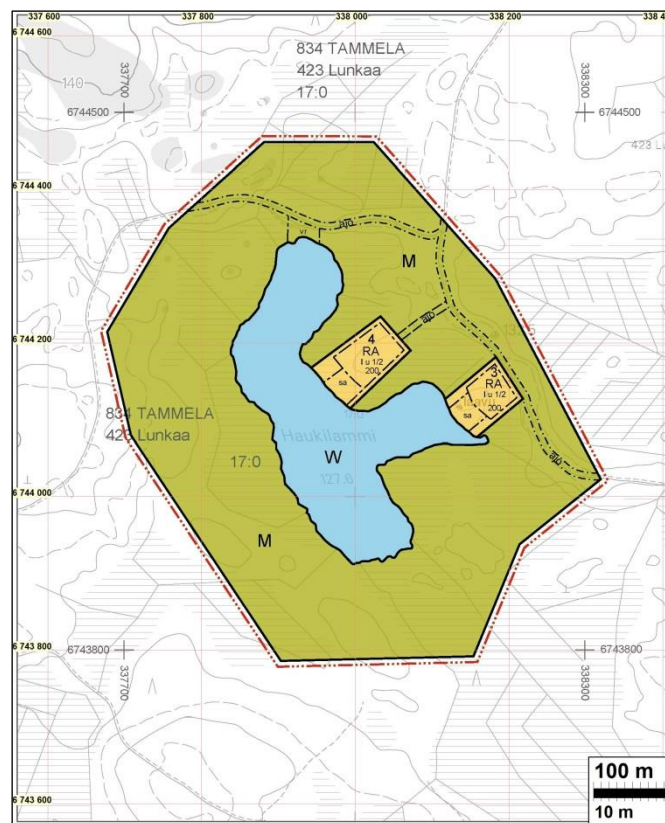 337 600
337 800
338 000
338 200
338 4
6 744 600
834 TAMMELA
423 Lunkaa
17:0
140
337700
338300
6744500
6744500
6 744 400
ajo
vr
M
ajo
4
RA
I u 1/2
200
sa
6 744 200
3
RA
I u 1/2
200
sa
834 TAMMELA
423 Lunkaa
17:0
Haukilammi
W
127.0
ajo
6 744 000
M
6743800
6743800
6 743 800
337700
338300
6 743 600
100 m
10 m